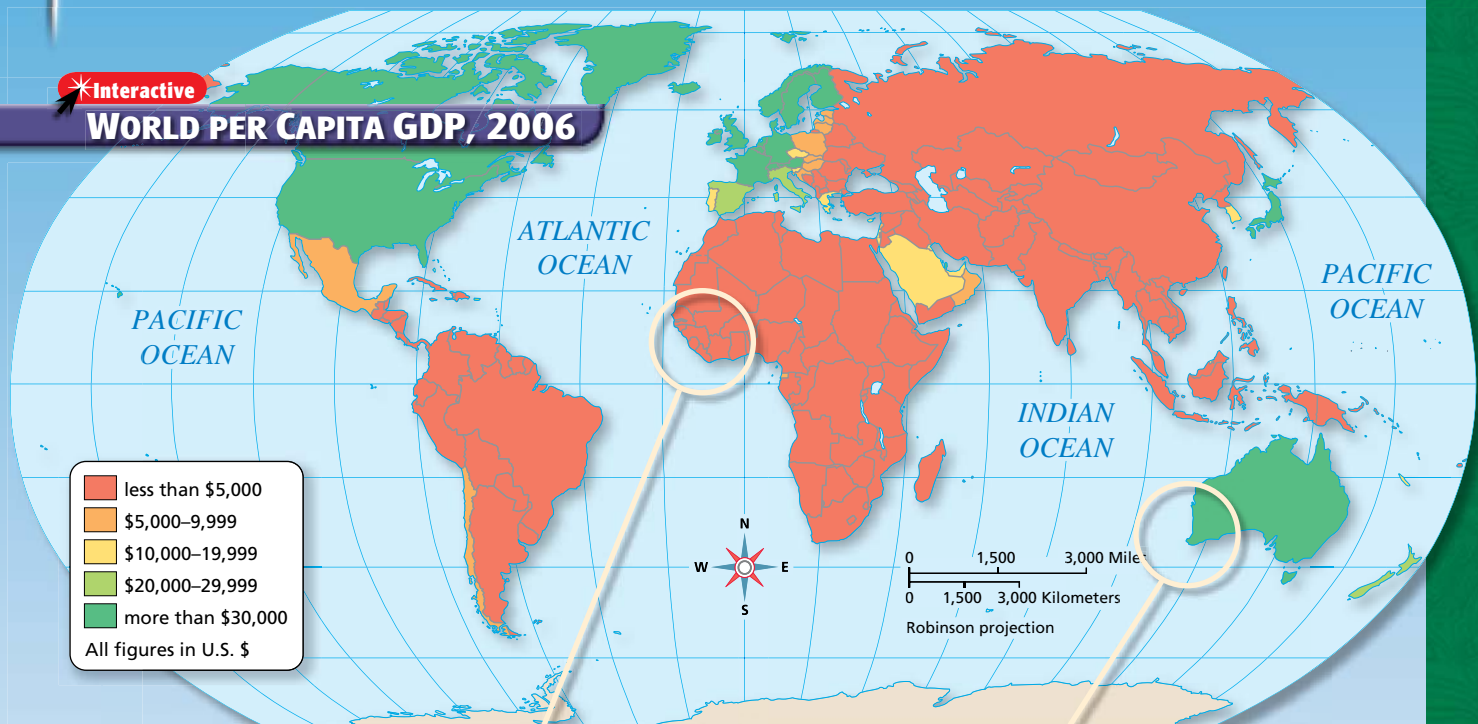 Interactive
WORLD PER CAPITA GDP, 2006
ATLANTIC
OCEAN
PACIFIC
OCEAN
PACIFIC
OCEAN
INDIAN
OCEAN
less than $5,000
$5,000–9,999
$10,000–19,999
$20,000–29,999
more than $30,000
All figures in U.S. $
N
W E
S
0 1,500 3,000 Miles
0 1,500 3,000 Kilometers
Robinson projection